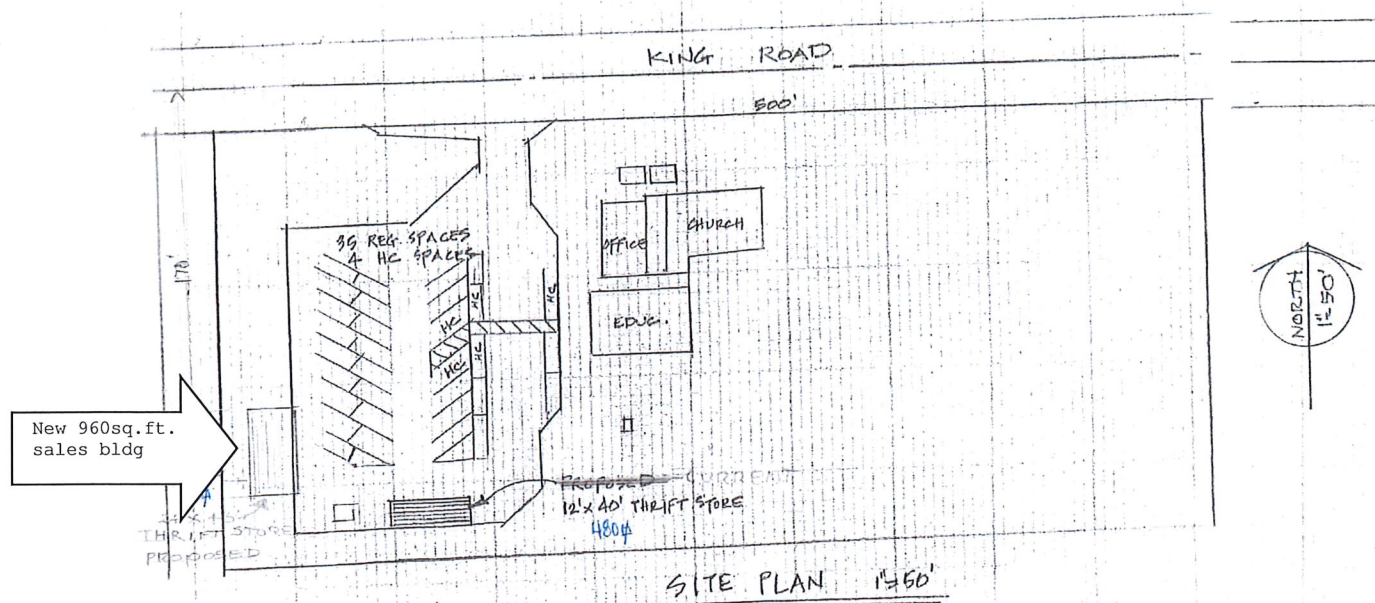 KING ROAD
500'
170'
35 REG. SPACES
4 HC SPACES
OFFICE
CHURCH
EDUC.
HC
HC
HC
HC
HC
NORTH
1"=50'
New 960sq.ft.
sales bldg
THRIFT STORE
PROPOSED
PROPOSED CURRENT
12'x40' THRIFT STORE
480⌀
SITE PLAN 1"=50'